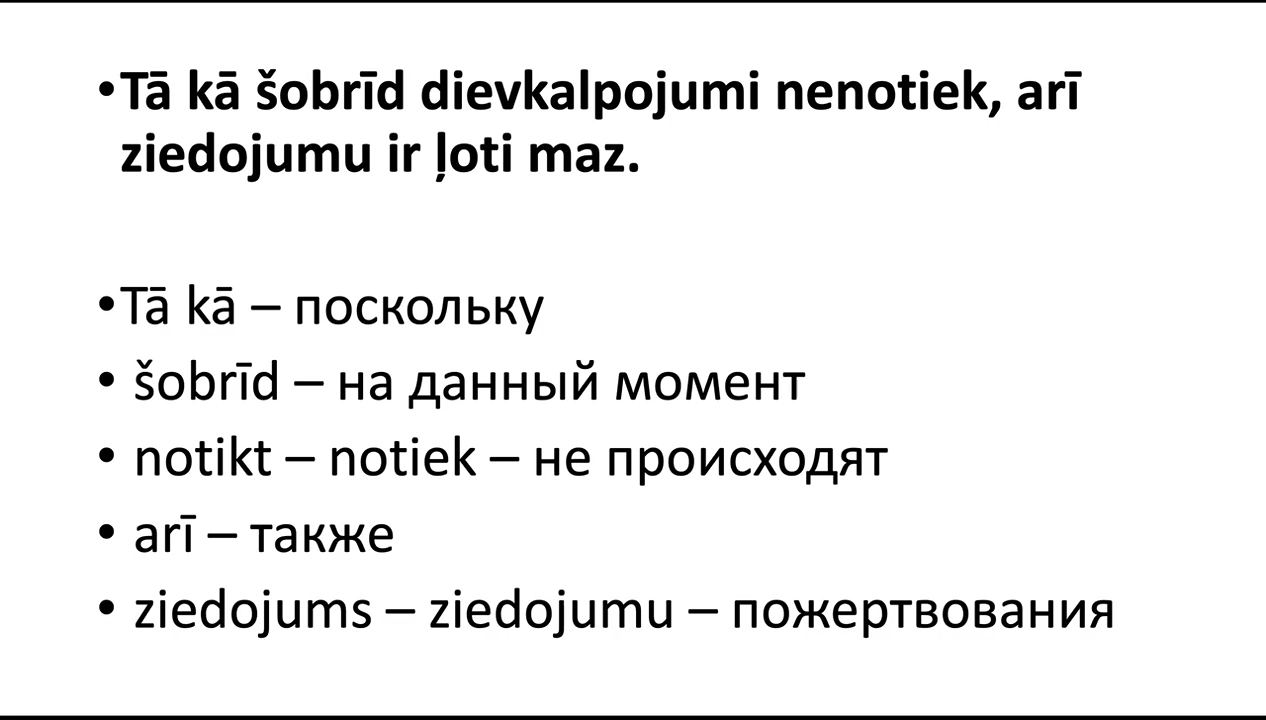 •Tā kā šobrīd dievkalpojumi nenotiek, arī
ziedojumu ir ļoti maz.
•Tā kā – поскольку
• šobrīd – на данный момент
• notikt – notiek – не происходят
• arī – также
• ziedojums – ziedojumu – пожертвования